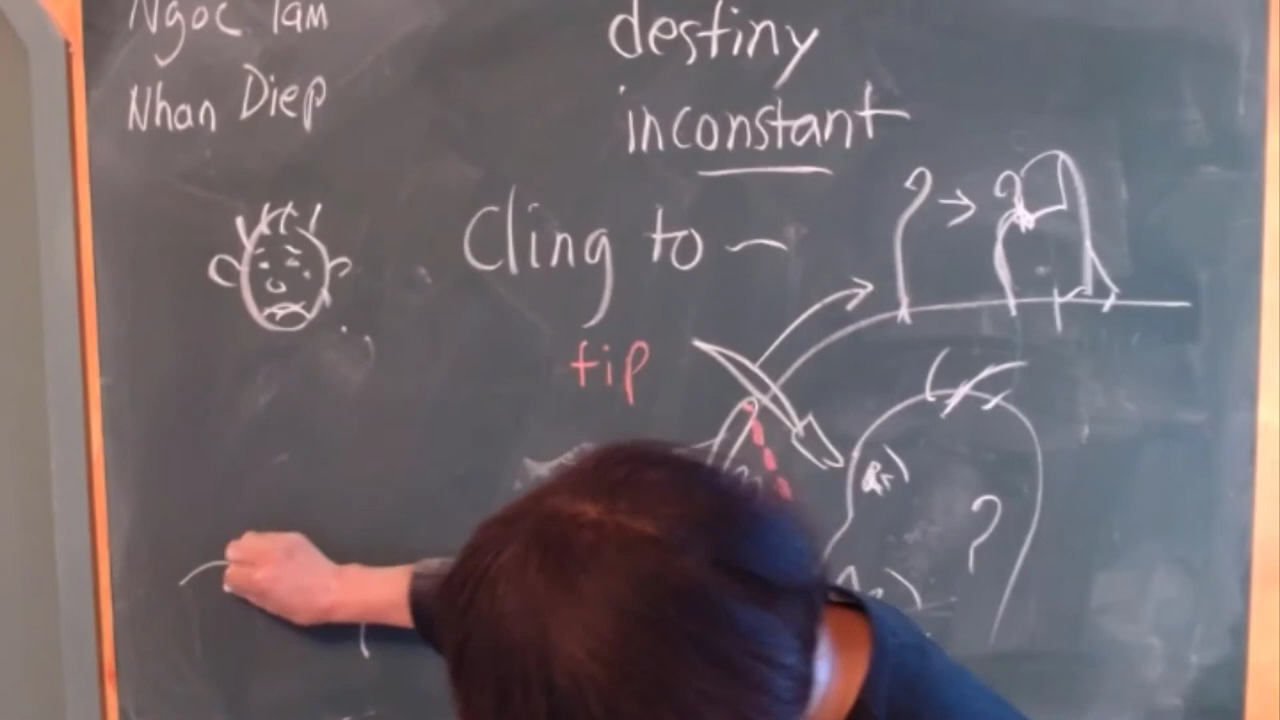 Ngoc Tam
Nhan Diep
destiny
inconstant
Cling to ~
tip
?